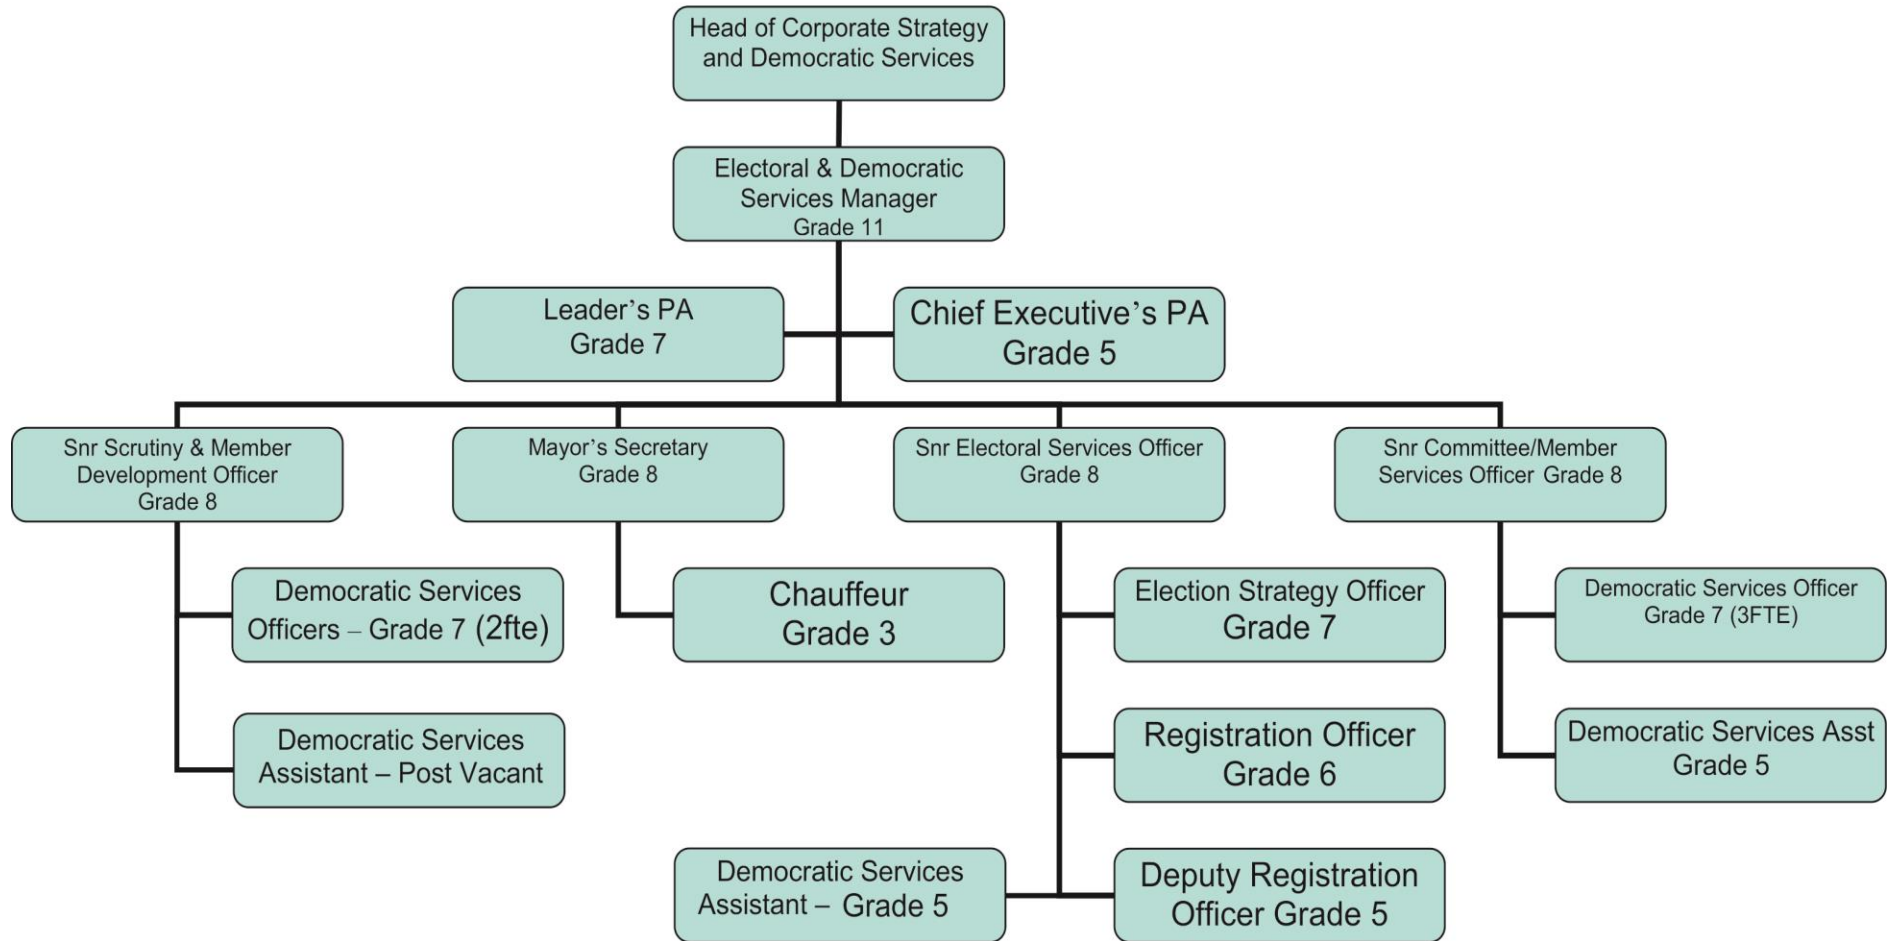 Head of Corporate Strategy
and Democratic Services
Electoral & Democratic
Services Manager
Grade 11
Leader’s PA
Grade 7
Chief Executive’s PA
Grade 5
Snr Scrutiny & Member
Development Officer
Grade 8
Mayor’s Secretary
Grade 8
Snr Electoral Services Officer
Grade 8
Snr Committee/Member
Services Officer Grade 8
Democratic Services
Officers – Grade 7 (2fte)
Chauffeur
Grade 3
Election Strategy Officer
Grade 7
Democratic Services Officer
Grade 7 (3FTE)
Democratic Services
Assistant – Post Vacant
Registration Officer
Grade 6
Democratic Services Asst
Grade 5
Democratic Services
Assistant – Grade 5
Deputy Registration
Officer Grade 5